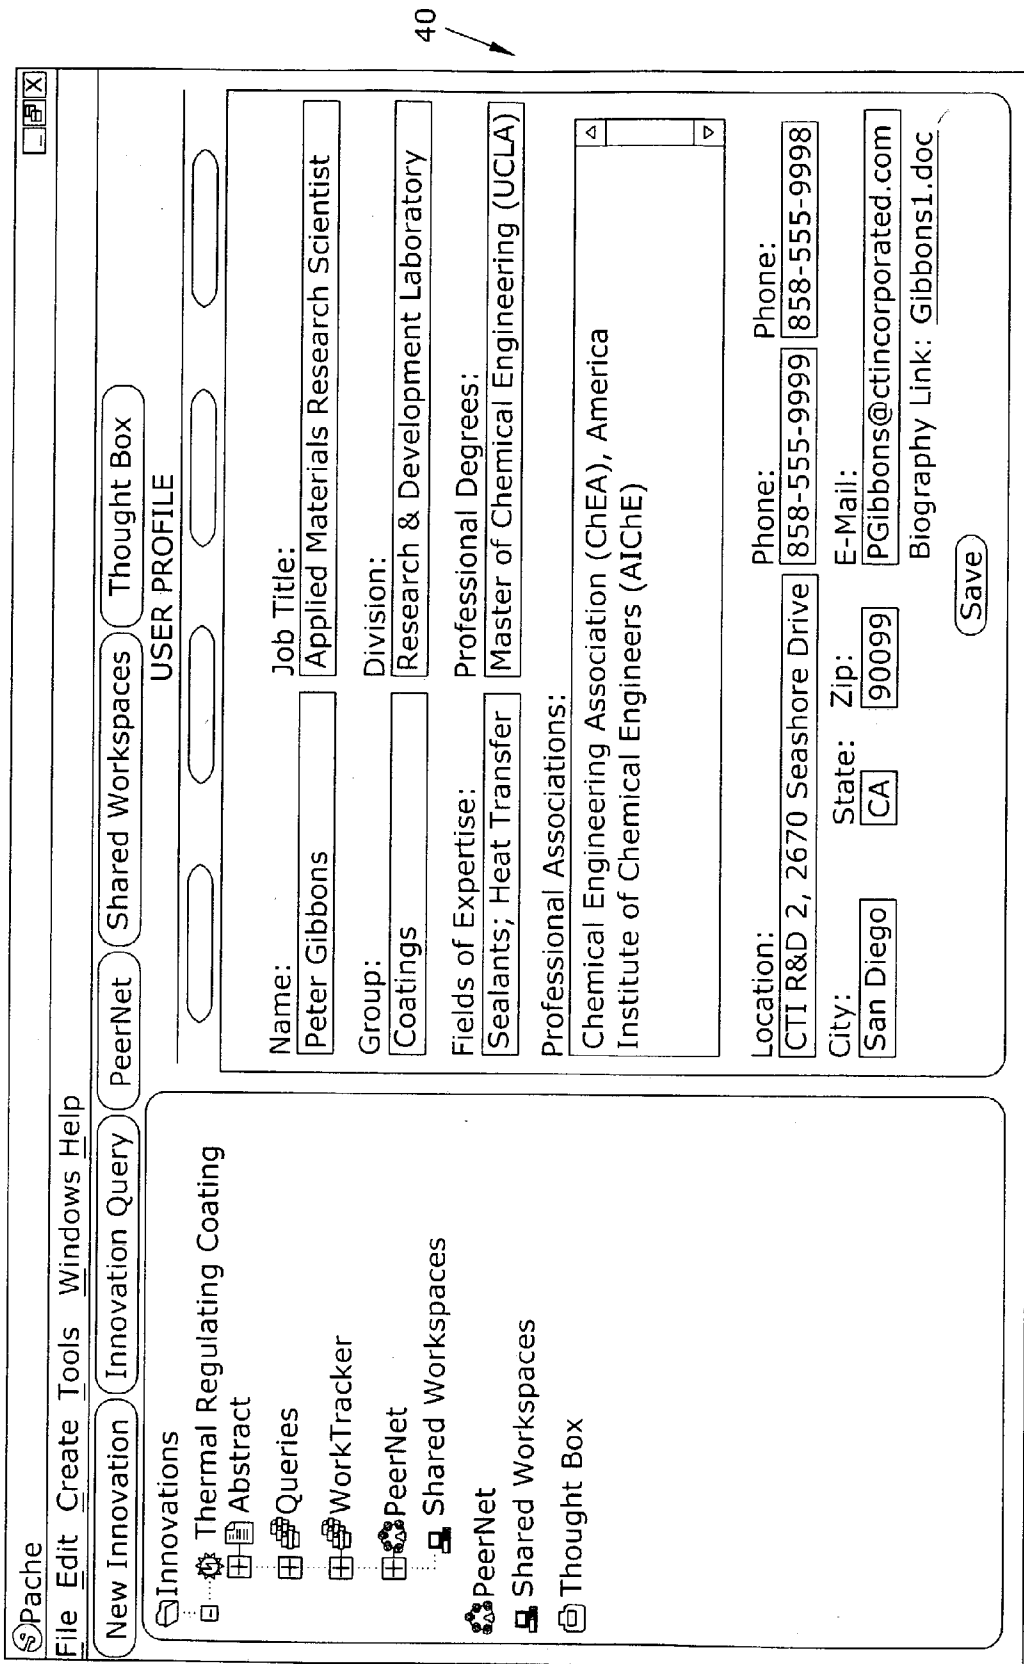 40
Pache
File Edit Create Tools Windows Help
New Innovation Innovation Query PeerNet Shared Workspaces Thought Box
Innovations
Thermal Regulating Coating
Abstract
Queries
WorkTracker
PeerNet
Shared Workspaces
PeerNet
Shared Workspaces
Thought Box
USER PROFILE
Name: Job Title:
Peter Gibbons Applied Materials Research Scientist
Group: Division:
Coatings Research & Development Laboratory
Fields of Expertise: Professional Degrees:
Sealants; Heat Transfer Master of Chemical Engineering (UCLA)
Professional Associations:
Chemical Engineering Association (ChEA), America
Institute of Chemical Engineers (AIChE)
Location: Phone: Phone:
CTI R&D 2, 2670 Seashore Drive 858-555-9999 858-555-9998
City: State: Zip: E-Mail:
San Diego CA 90099 PGibbons@ctincorporated.com
Biography Link: Gibbons1.doc
Save